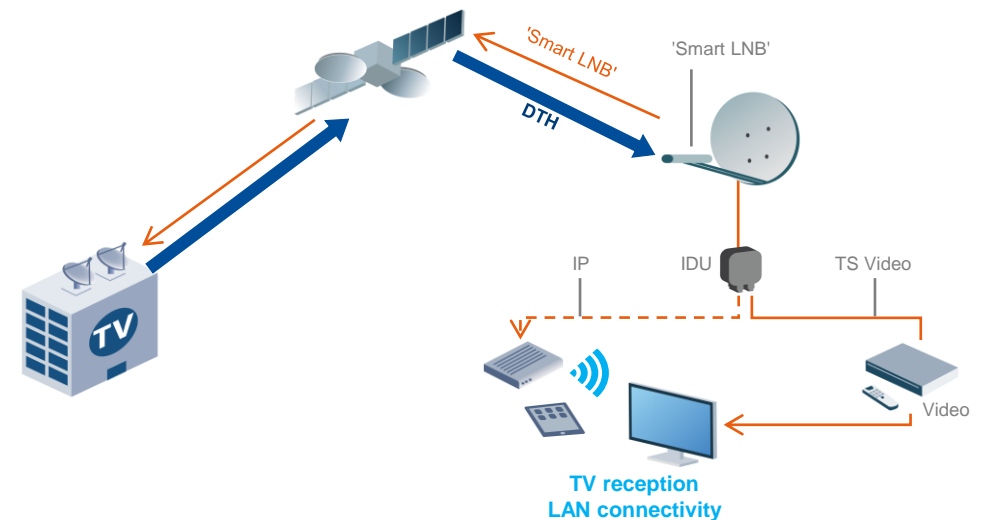 'Smart LNB'
'Smart LNB'
DTH
TV
IP
IDU
TS Video
Video
TV reception
LAN connectivity